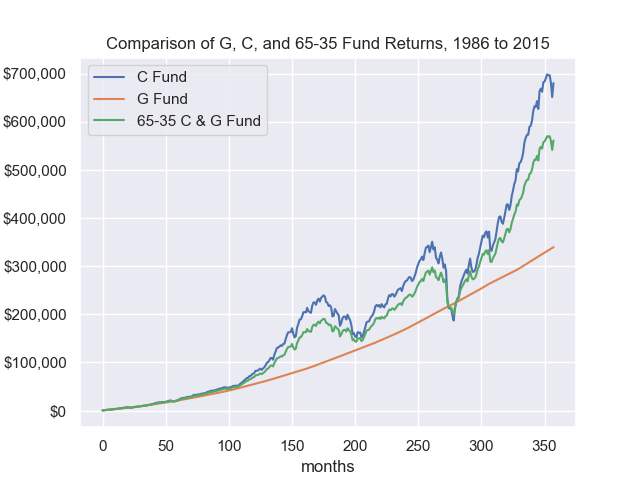 Comparison of G, C, and 65-35 Fund Returns, 1986 to 2015
$700,000
$600,000
$500,000
$400,000
$300,000
$200,000
$100,000
$0
C Fund
G Fund
65-35 C & G Fund
0 50 100 150 200 250 300 350
months